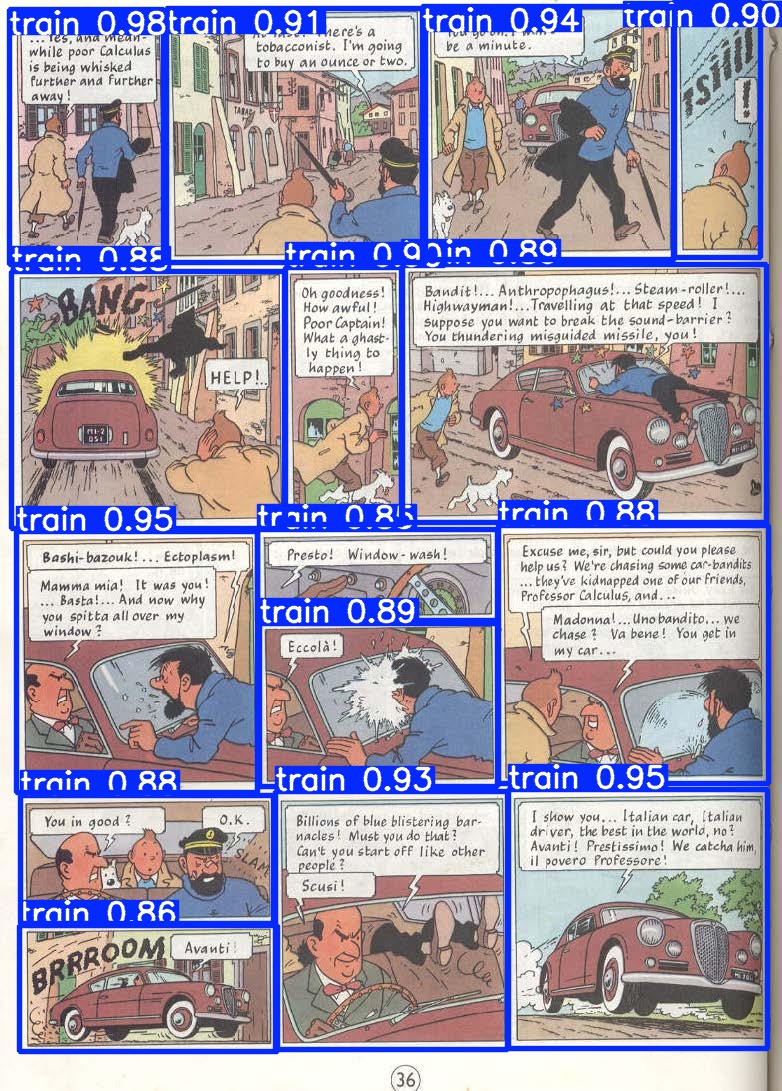 train 0.98
train 0.91
train 0.94
train 0.90
... Yes, and mean-
while poor Calculus
is being whisked
further and further
away!
There's a
tobacconist. I'm going
to buy an ounce or two.
be a minute.
TABAC
TSIIII
!
train 0.88
train 0.90
train 0.89
BANG
HELP!..
MI-2
051
Oh goodness!
How awful!
Poor Captain!
What a ghast-
ly thing to
happen!
Bandit!... Anthropophagus!... Steam-roller!...
Highwayman!...Travelling at that speed! I
suppose you want to break the sound-barrier?
You thundering misguided missile, you!
train 0.95
train 0.85
train 0.88
Bashi-bazouk!... Ectoplasm!
Mamma mia! It was you!
... Basta!... And now why
you spitta all over my
window?
Presto! Window-wash!
train 0.89
Eccolà!
Excuse me, sir, but could you please
help us? We're chasing some car-bandits
... they've kidnapped one of our friends,
Professor Calculus, and...
Madonna!... Uno bandito... we
chase? Va bene! You get in
my car...
train 0.88
train 0.93
train 0.95
You in good?
O.K.
SLAM
train 0.86
BRRROOM
Avanti!
Billions of blue blistering bar-
nacles! Must you do that?
Can't you start off like other
people?
Scusi!
I show you... Italian car, Italian
driver, the best in the world, no?
Avanti! Prestissimo! We catcha him,
il povero Professore!
36